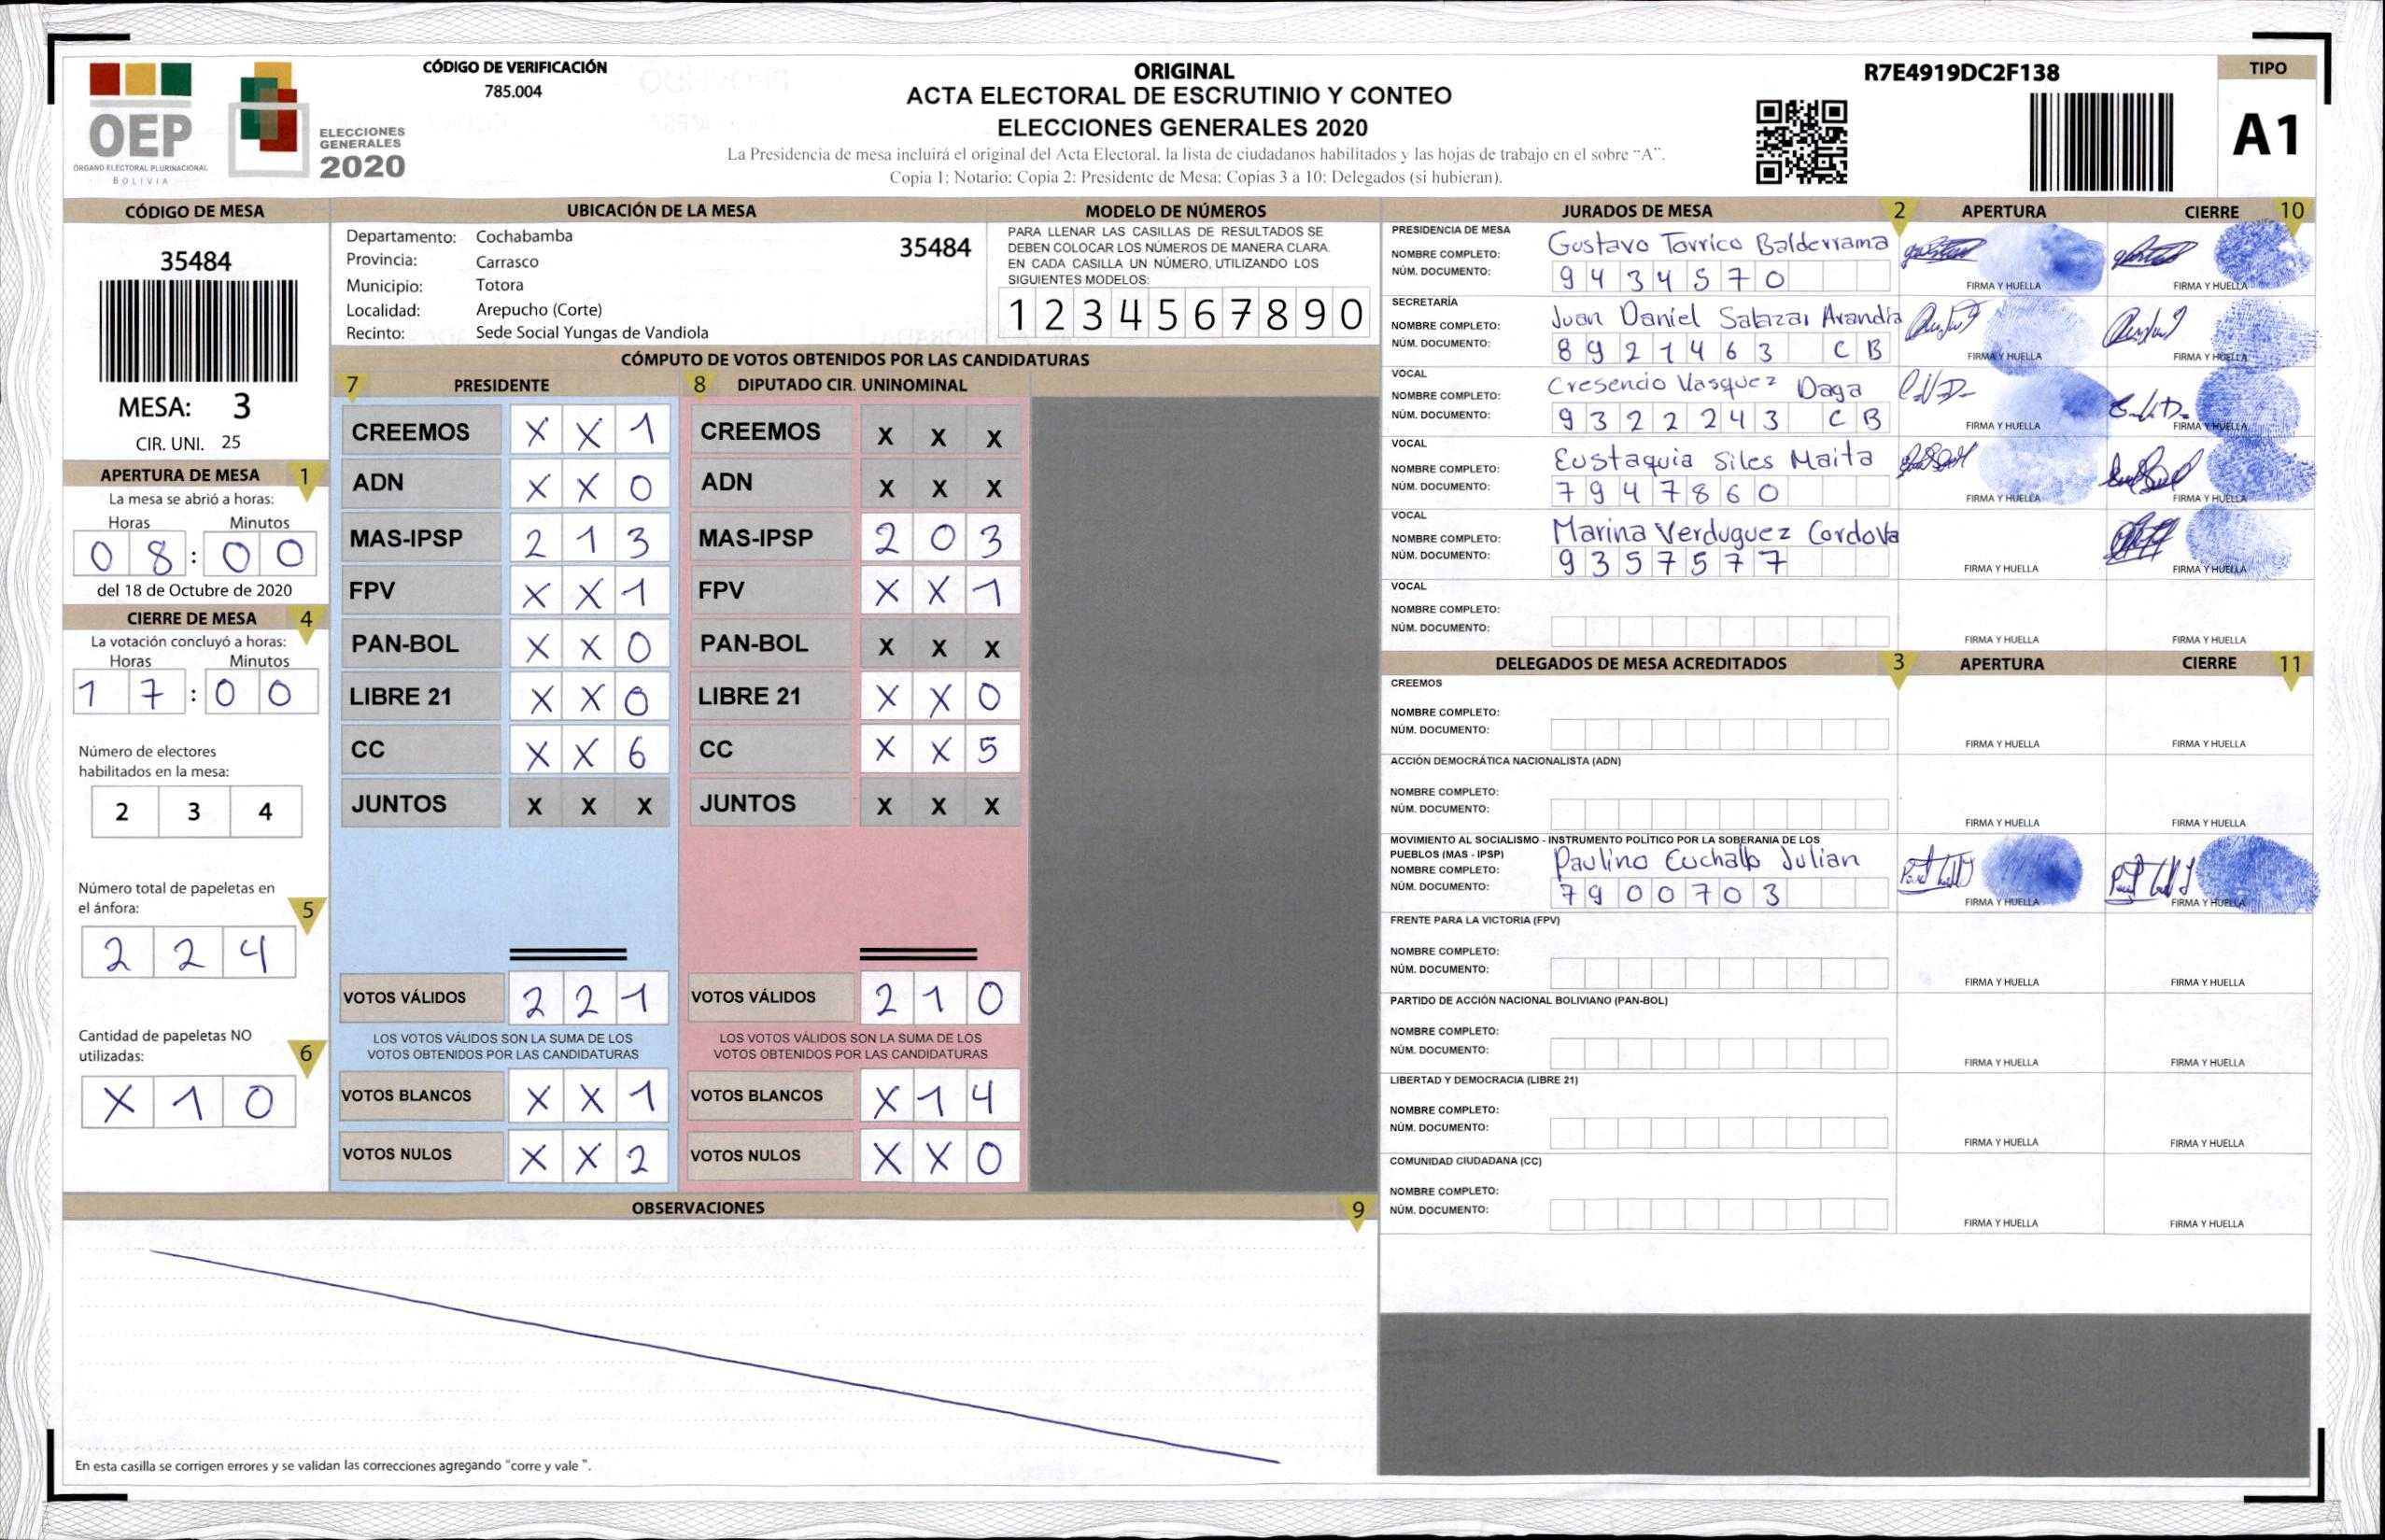 OEP
ÓRGANO ELECTORAL PLURINACIONAL
BOLIVIA
ELECCIONES
GENERALES
2020
CÓDIGO DE VERIFICACIÓN
785.004
ORIGINAL
ACTA ELECTORAL DE ESCRUTINIO Y CONTEO
ELECCIONES GENERALES 2020
La Presidencia de mesa incluirá el original del Acta Electoral, la lista de ciudadanos habilitados y las hojas de trabajo en el sobre “A”.
Copia 1: Notario; Copia 2: Presidente de Mesa; Copias 3 a 10: Delegados (si hubieran).
R7E4919DC2F138
TIPO
A1
CÓDIGO DE MESA
35484
MESA: 3
CIR. UNI. 25
APERTURA DE MESA 1
La mesa se abrió a horas:
Horas Minutos
0 8 : 0 0
del 18 de Octubre de 2020
CIERRE DE MESA 4
La votación concluyó a horas:
Horas Minutos
1 7 : 0 0
Número de electores
habilitados en la mesa:
2 3 4
Número total de papeletas en
el ánfora: 5
2 2 4
Cantidad de papeletas NO
utilizadas: 6
X 1 0
UBICACIÓN DE LA MESA
Departamento: Cochabamba 35484
Provincia: Carrasco
Municipio: Totora
Localidad: Arepucho (Corte)
Recinto: Sede Social Yungas de Vandiola
MODELO DE NÚMEROS
PARA LLENAR LAS CASILLAS DE RESULTADOS SE
DEBEN COLOCAR LOS NÚMEROS DE MANERA CLARA.
EN CADA CASILLA UN NÚMERO, UTILIZANDO LOS
SIGUIENTES MODELOS:
1 2 3 4 5 6 7 8 9 0
CÓMPUTO DE VOTOS OBTENIDOS POR LAS CANDIDATURAS
7 PRESIDENTE 8 DIPUTADO CIR. UNINOMINAL
CREEMOS X X 1 CREEMOS X X X
ADN X X 0 ADN X X X
MAS-IPSP 2 1 3 MAS-IPSP 2 0 3
FPV X X 1 FPV X X 1
PAN-BOL X X 0 PAN-BOL X X X
LIBRE 21 X X 0 LIBRE 21 X X 0
CC X X 6 CC X X 5
JUNTOS X X X JUNTOS X X X
VOTOS VÁLIDOS 2 2 1 VOTOS VÁLIDOS 2 1 0
LOS VOTOS VÁLIDOS SON LA SUMA DE LOS LOS VOTOS VÁLIDOS SON LA SUMA DE LOS
VOTOS OBTENIDOS POR LAS CANDIDATURAS VOTOS OBTENIDOS POR LAS CANDIDATURAS
VOTOS BLANCOS X X 1 VOTOS BLANCOS X 1 4
VOTOS NULOS X X 2 VOTOS NULOS X X 0
OBSERVACIONES 9
En esta casilla se corrigen errores y se validan las correcciones agregando “corre y vale ”.
JURADOS DE MESA 2 APERTURA CIERRE 10
PRESIDENCIA DE MESA
NOMBRE COMPLETO: Gustavo Torrico Balderrama
NÚM. DOCUMENTO: 9 4 3 4 5 7 0
FIRMA Y HUELLA FIRMA Y HUELLA
SECRETARÍA
NOMBRE COMPLETO: Juan Daniel Salazar Arandia
NÚM. DOCUMENTO: 8 9 2 1 4 6 3 C B
FIRMA Y HUELLA FIRMA Y HUELLA
VOCAL
NOMBRE COMPLETO: Cresencio Vasquez Daga
NÚM. DOCUMENTO: 9 3 2 2 2 4 3 C B
FIRMA Y HUELLA FIRMA Y HUELLA
VOCAL
NOMBRE COMPLETO: Eustaquia Siles Maita
NÚM. DOCUMENTO: 7 9 4 7 8 6 0
FIRMA Y HUELLA FIRMA Y HUELLA
VOCAL
NOMBRE COMPLETO: Marina Verduguez Cordova
NÚM. DOCUMENTO: 9 3 5 7 5 7 7
FIRMA Y HUELLA FIRMA Y HUELLA
VOCAL
NOMBRE COMPLETO:
NÚM. DOCUMENTO:
FIRMA Y HUELLA FIRMA Y HUELLA
DELEGADOS DE MESA ACREDITADOS 3 APERTURA CIERRE 11
CREEMOS
NOMBRE COMPLETO:
NÚM. DOCUMENTO:
FIRMA Y HUELLA FIRMA Y HUELLA
ACCIÓN DEMOCRÁTICA NACIONALISTA (ADN)
NOMBRE COMPLETO:
NÚM. DOCUMENTO:
FIRMA Y HUELLA FIRMA Y HUELLA
MOVIMIENTO AL SOCIALISMO - INSTRUMENTO POLÍTICO POR LA SOBERANIA DE LOS
PUEBLOS (MAS - IPSP)
NOMBRE COMPLETO: Paulino Cuchallo Julian
NÚM. DOCUMENTO: 7 9 0 0 7 0 3
FIRMA Y HUELLA FIRMA Y HUELLA
FRENTE PARA LA VICTORIA (FPV)
NOMBRE COMPLETO:
NÚM. DOCUMENTO:
FIRMA Y HUELLA FIRMA Y HUELLA
PARTIDO DE ACCIÓN NACIONAL BOLIVIANO (PAN-BOL)
NOMBRE COMPLETO:
NÚM. DOCUMENTO:
FIRMA Y HUELLA FIRMA Y HUELLA
LIBERTAD Y DEMOCRACIA (LIBRE 21)
NOMBRE COMPLETO:
NÚM. DOCUMENTO:
FIRMA Y HUELLA FIRMA Y HUELLA
COMUNIDAD CIUDADANA (CC)
NOMBRE COMPLETO:
NÚM. DOCUMENTO:
FIRMA Y HUELLA FIRMA Y HUELLA